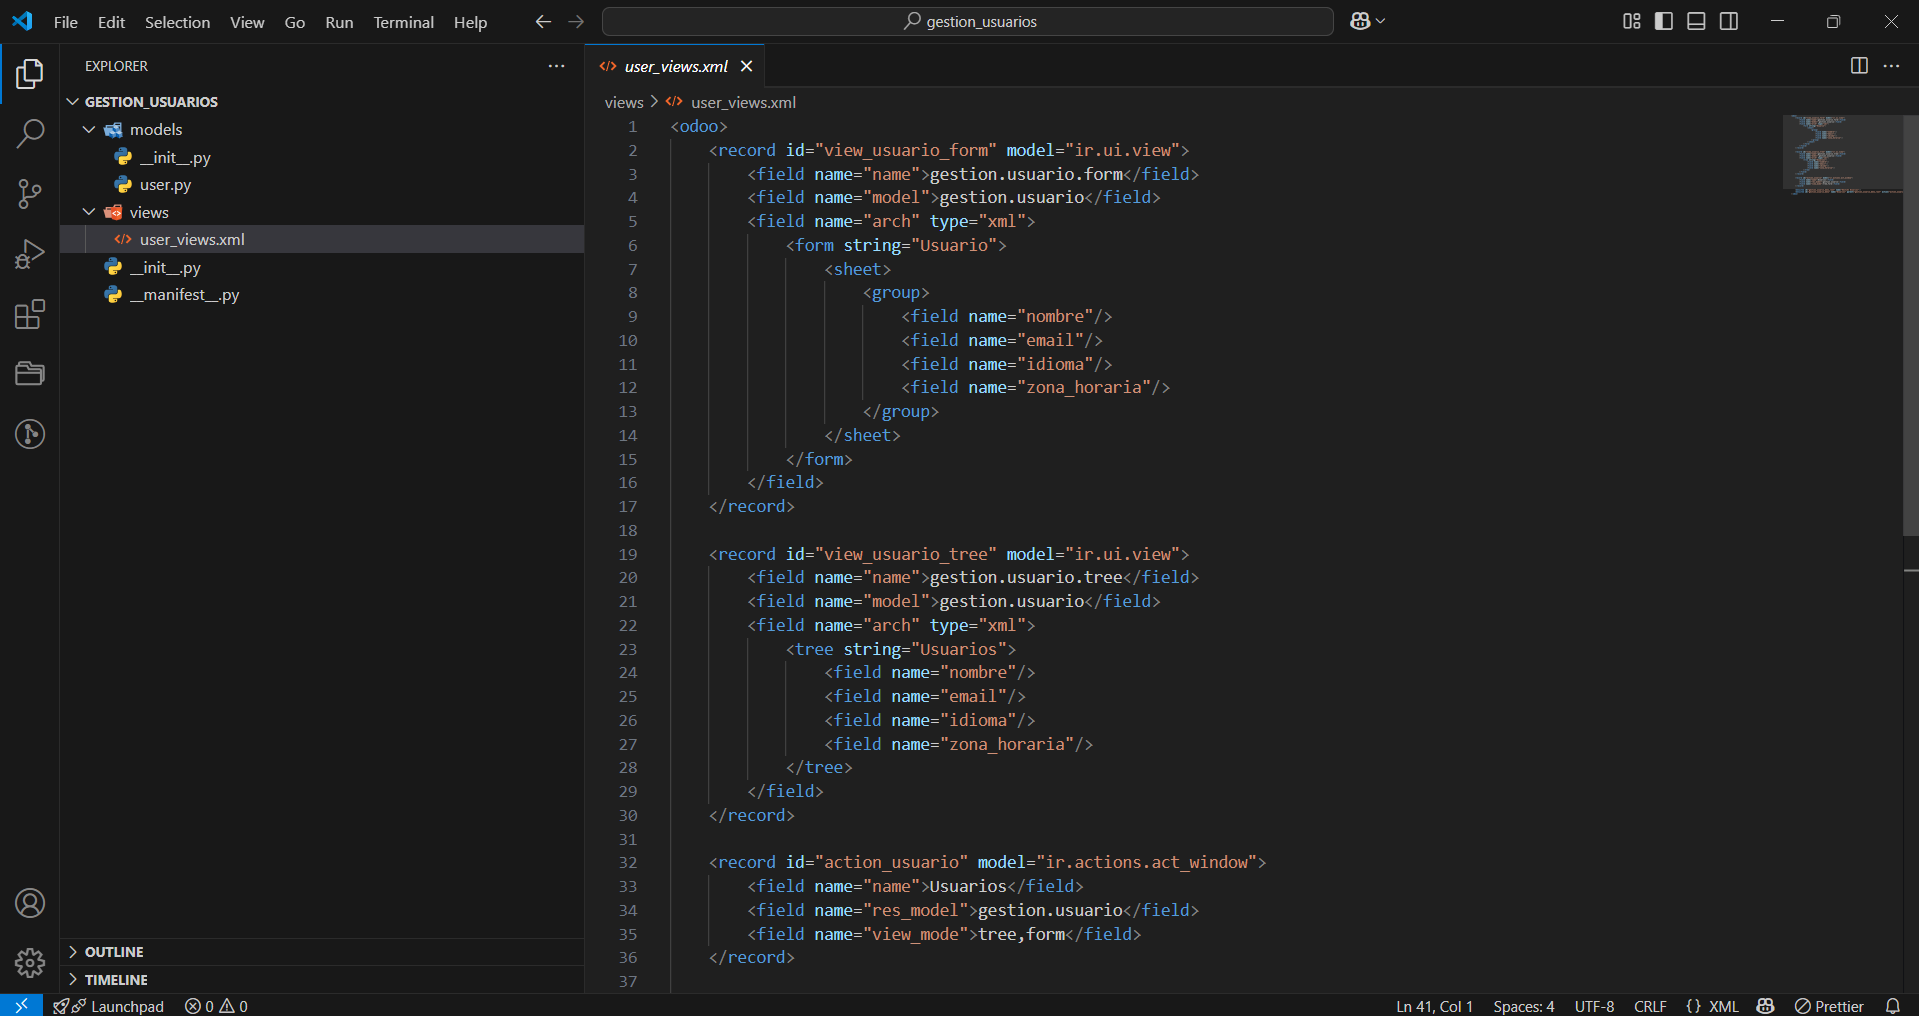 File Edit Selection View Go Run Terminal Help
gestion_usuarios
EXPLORER
GESTION_USUARIOS
models
__init__.py
user.py
views
user_views.xml
__init__.py
__manifest__.py
OUTLINE
TIMELINE
user_views.xml
views > user_views.xml
1 <odoo>
2 <record id="view_usuario_form" model="ir.ui.view">
3 <field name="name">gestion.usuario.form</field>
4 <field name="model">gestion.usuario</field>
5 <field name="arch" type="xml">
6 <form string="Usuario">
7 <sheet>
8 <group>
9 <field name="nombre"/>
10 <field name="email"/>
11 <field name="idioma"/>
12 <field name="zona_horaria"/>
13 </group>
14 </sheet>
15 </form>
16 </field>
17 </record>
18
19 <record id="view_usuario_tree" model="ir.ui.view">
20 <field name="name">gestion.usuario.tree</field>
21 <field name="model">gestion.usuario</field>
22 <field name="arch" type="xml">
23 <tree string="Usuarios">
24 <field name="nombre"/>
25 <field name="email"/>
26 <field name="idioma"/>
27 <field name="zona_horaria"/>
28 </tree>
29 </field>
30 </record>
31
32 <record id="action_usuario" model="ir.actions.act_window">
33 <field name="name">Usuarios</field>
34 <field name="res_model">gestion.usuario</field>
35 <field name="view_mode">tree,form</field>
36 </record>
37
Launchpad 0 0 Ln 41, Col 1 Spaces: 4 UTF-8 CRLF {} XML Prettier